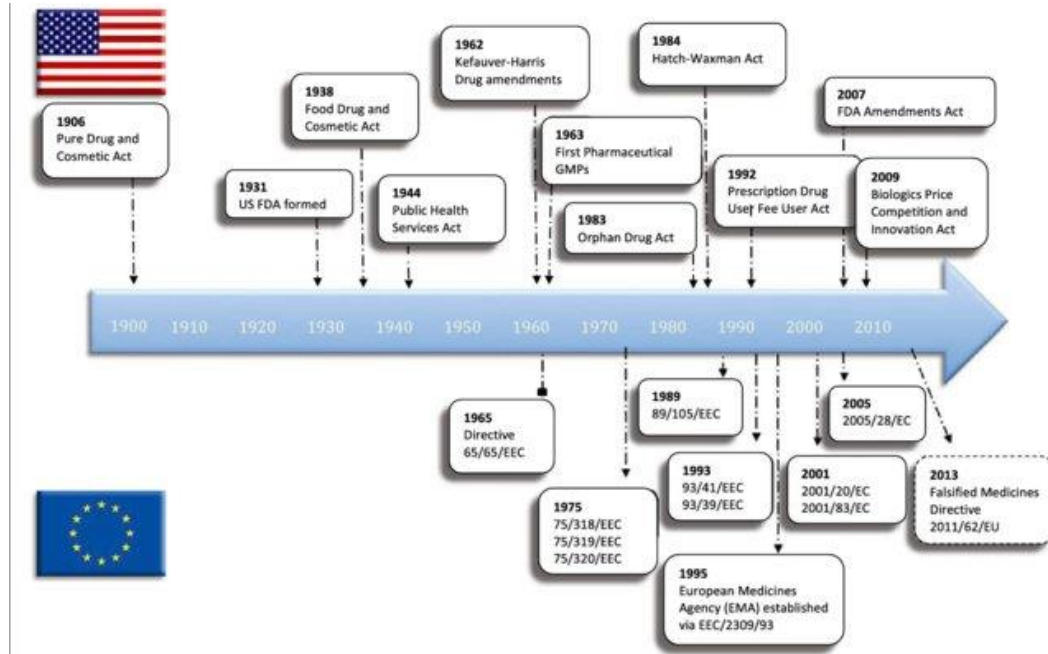 1906
Pure Drug and
Cosmetic Act
1931
US FDA formed
1938
Food Drug and
Cosmetic Act
1944
Public Health
Services Act
1962
Kefauver-Harris
Drug amendments
1963
First Pharmaceutical
GMPs
1983
Orphan Drug Act
1984
Hatch-Waxman Act
1992
Prescription Drug
User Fee User Act
2007
FDA Amendments Act
2009
Biologics Price
Competition and
Innovation Act
1900 1910 1920 1930 1940 1950 1960 1970 1980 1990 2000 2010
1965
Directive
65/65/EEC
1975
75/318/EEC
75/319/EEC
75/320/EEC
1989
89/105/EEC
1993
93/41/EEC
93/39/EEC
1995
European Medicines
Agency (EMA) established
via EEC/2309/93
2001
2001/20/EC
2001/83/EC
2005
2005/28/EC
2013
Falsified Medicines
Directive
2011/62/EU